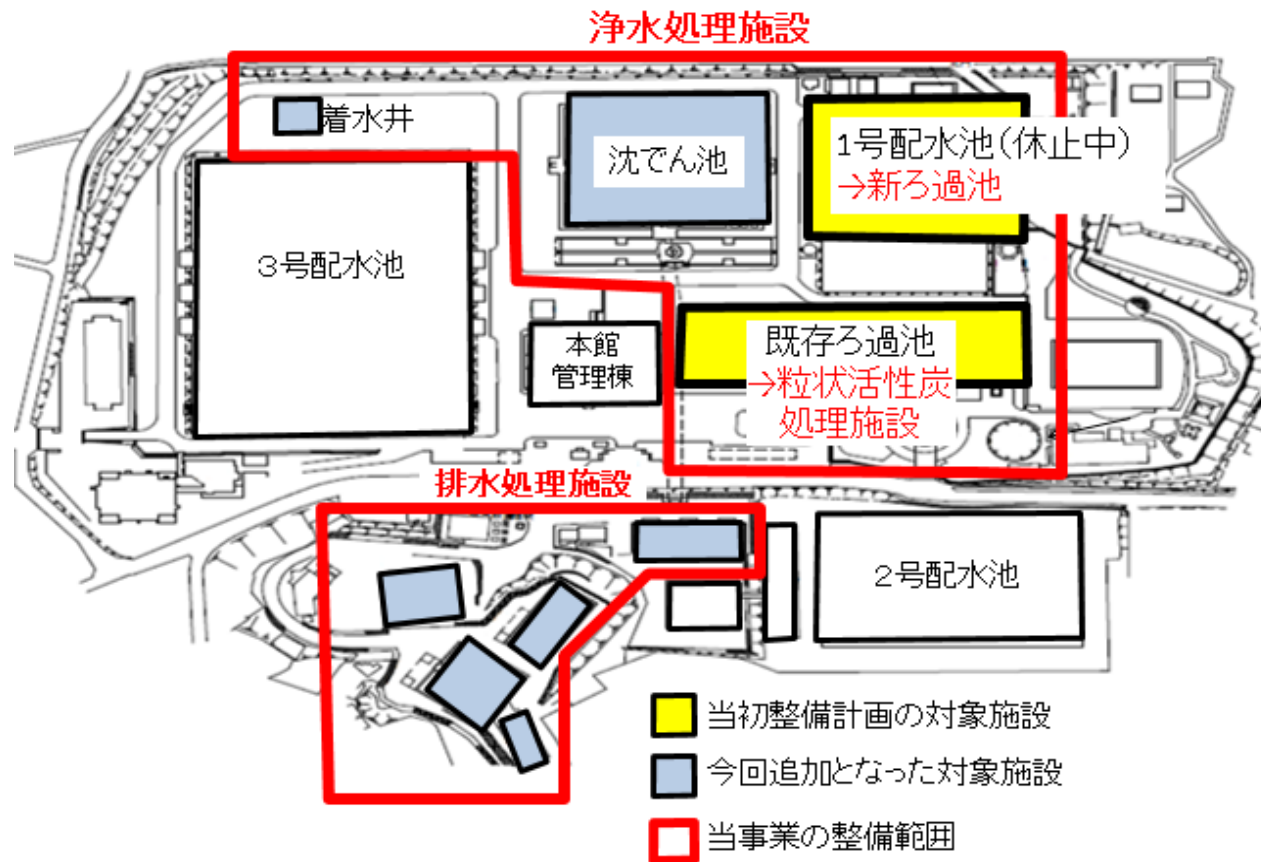 浄水処理施設
着水井
沈でん池
1号配水池(休止中)
→新ろ過池
3号配水池
本館
管理棟
既存ろ過池
→粒状活性炭
処理施設
排水処理施設
2号配水池
当初整備計画の対象施設
今回追加となった対象施設
当事業の整備範囲